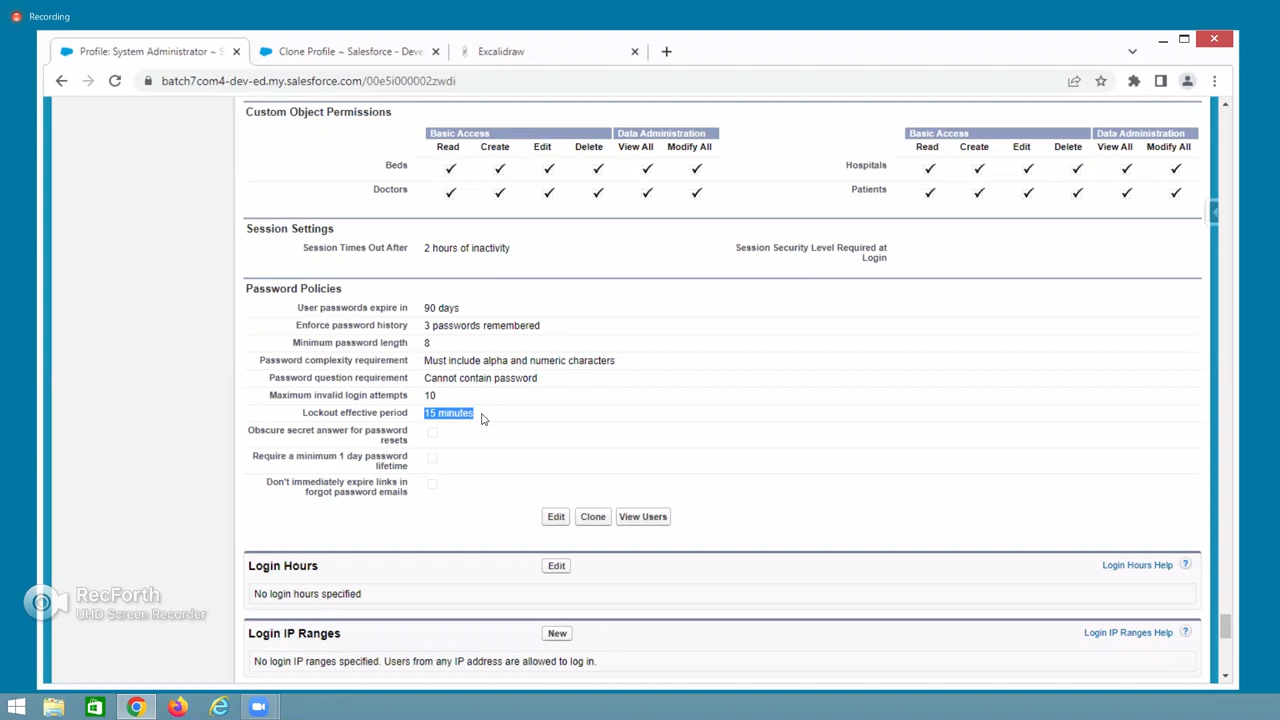 Recording
Profile: System Administrator ~ S
Clone Profile ~ Salesforce - Deve
Excalidraw
batch7com4-dev-ed.my.salesforce.com/00e5i000002zwdi
Custom Object Permissions
Basic Access Data Administration Basic Access Data Administration
Read Create Edit Delete View All Modify All Read Create Edit Delete View All Modify All
Beds Hospitals
Doctors Patients
Session Settings
Session Times Out After 2 hours of inactivity Session Security Level Required at
Login
Password Policies
User passwords expire in 90 days
Enforce password history 3 passwords remembered
Minimum password length 8
Password complexity requirement Must include alpha and numeric characters
Password question requirement Cannot contain password
Maximum invalid login attempts 10
Lockout effective period 15 minutes
Obscure secret answer for password
resets
Require a minimum 1 day password
lifetime
Don't immediately expire links in
forgot password emails
Edit Clone View Users
Login Hours Edit Login Hours Help ?
No login hours specified
RecForth
UHD Screen Recorder
Login IP Ranges New Login IP Ranges Help ?
No login IP ranges specified. Users from any IP address are allowed to log in.